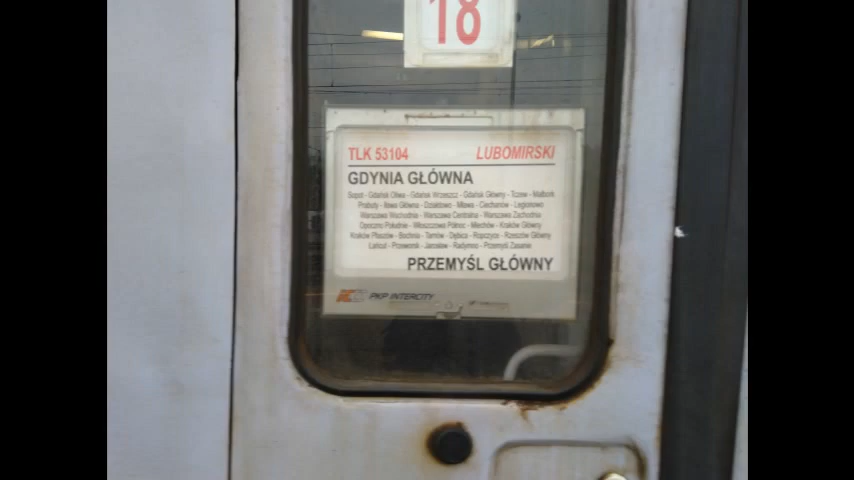 18
TLK 53104 LUBOMIRSKI
GDYNIA GŁÓWNA
Sopot - Gdańsk Oliwa - Gdańsk Wrzeszcz - Gdańsk Główny - Tczew - Malbork
Prabuty - Iława Główna - Działdowo - Mława - Ciechanów - Legionowo
Warszawa Wschodnia - Warszawa Centralna - Warszawa Zachodnia
Opoczno Południe - Włoszczowa Północ - Miechów - Kraków Główny
Kraków Płaszów - Bochnia - Tarnów - Dębica - Ropczyce - Rzeszów Główny
Łańcut - Przeworsk - Jarosław - Radymno - Przemyśl Zasanie
PRZEMYŚL GŁÓWNY
PKP INTERCITY